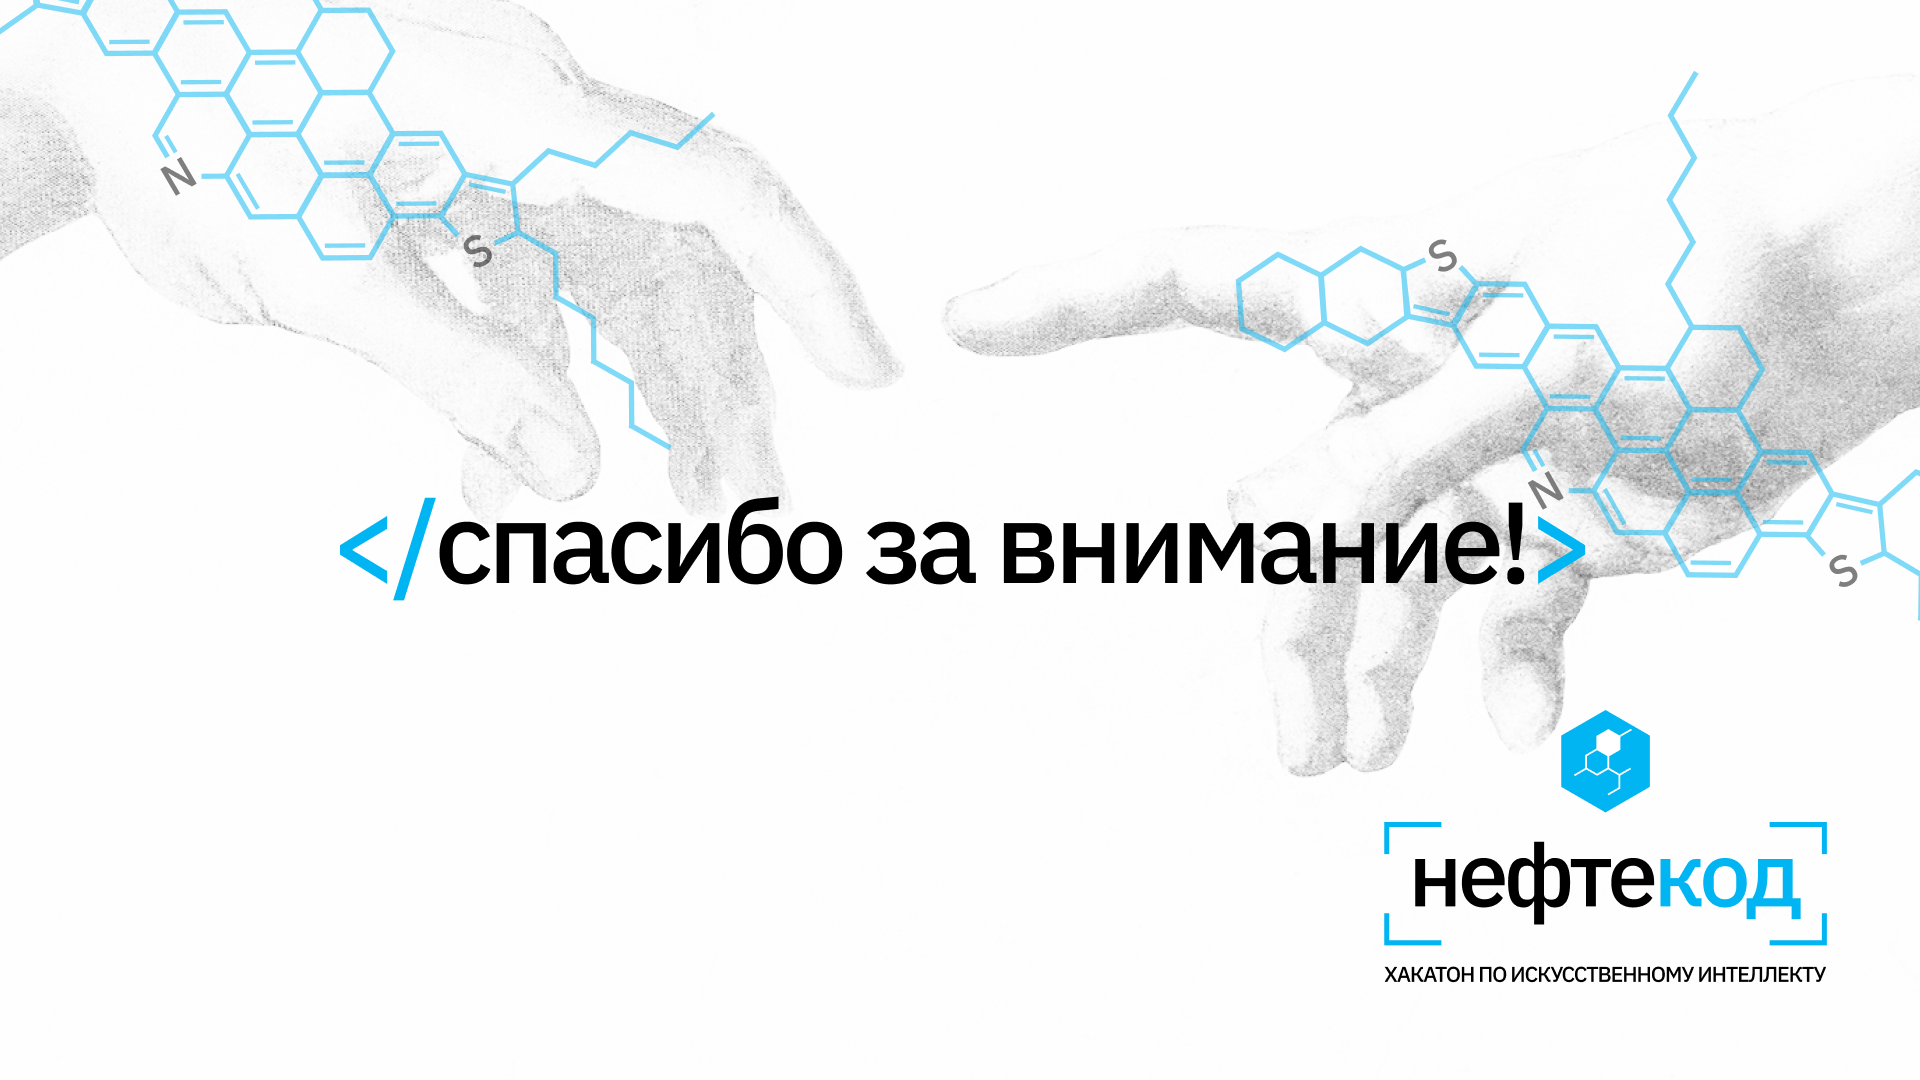 N
S
S
N
S
</спасибо за внимание!>
нефтекод
ХАКАТОН ПО ИСКУССТВЕННОМУ ИНТЕЛЛЕКТУ